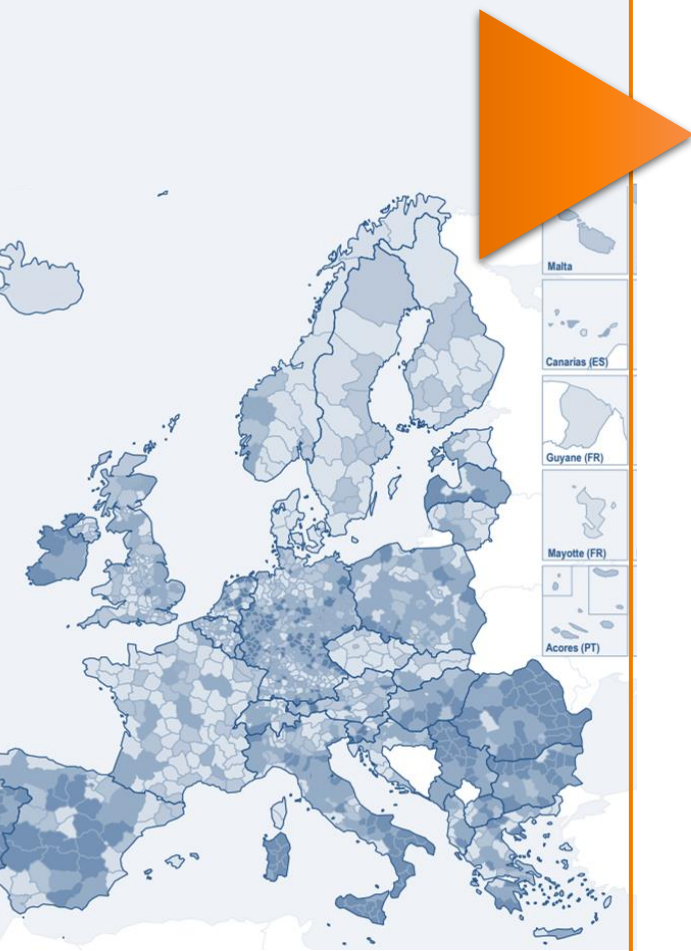 Malta
Canarias (ES)
Guyane (FR)
Mayotte (FR)
Acores (PT)